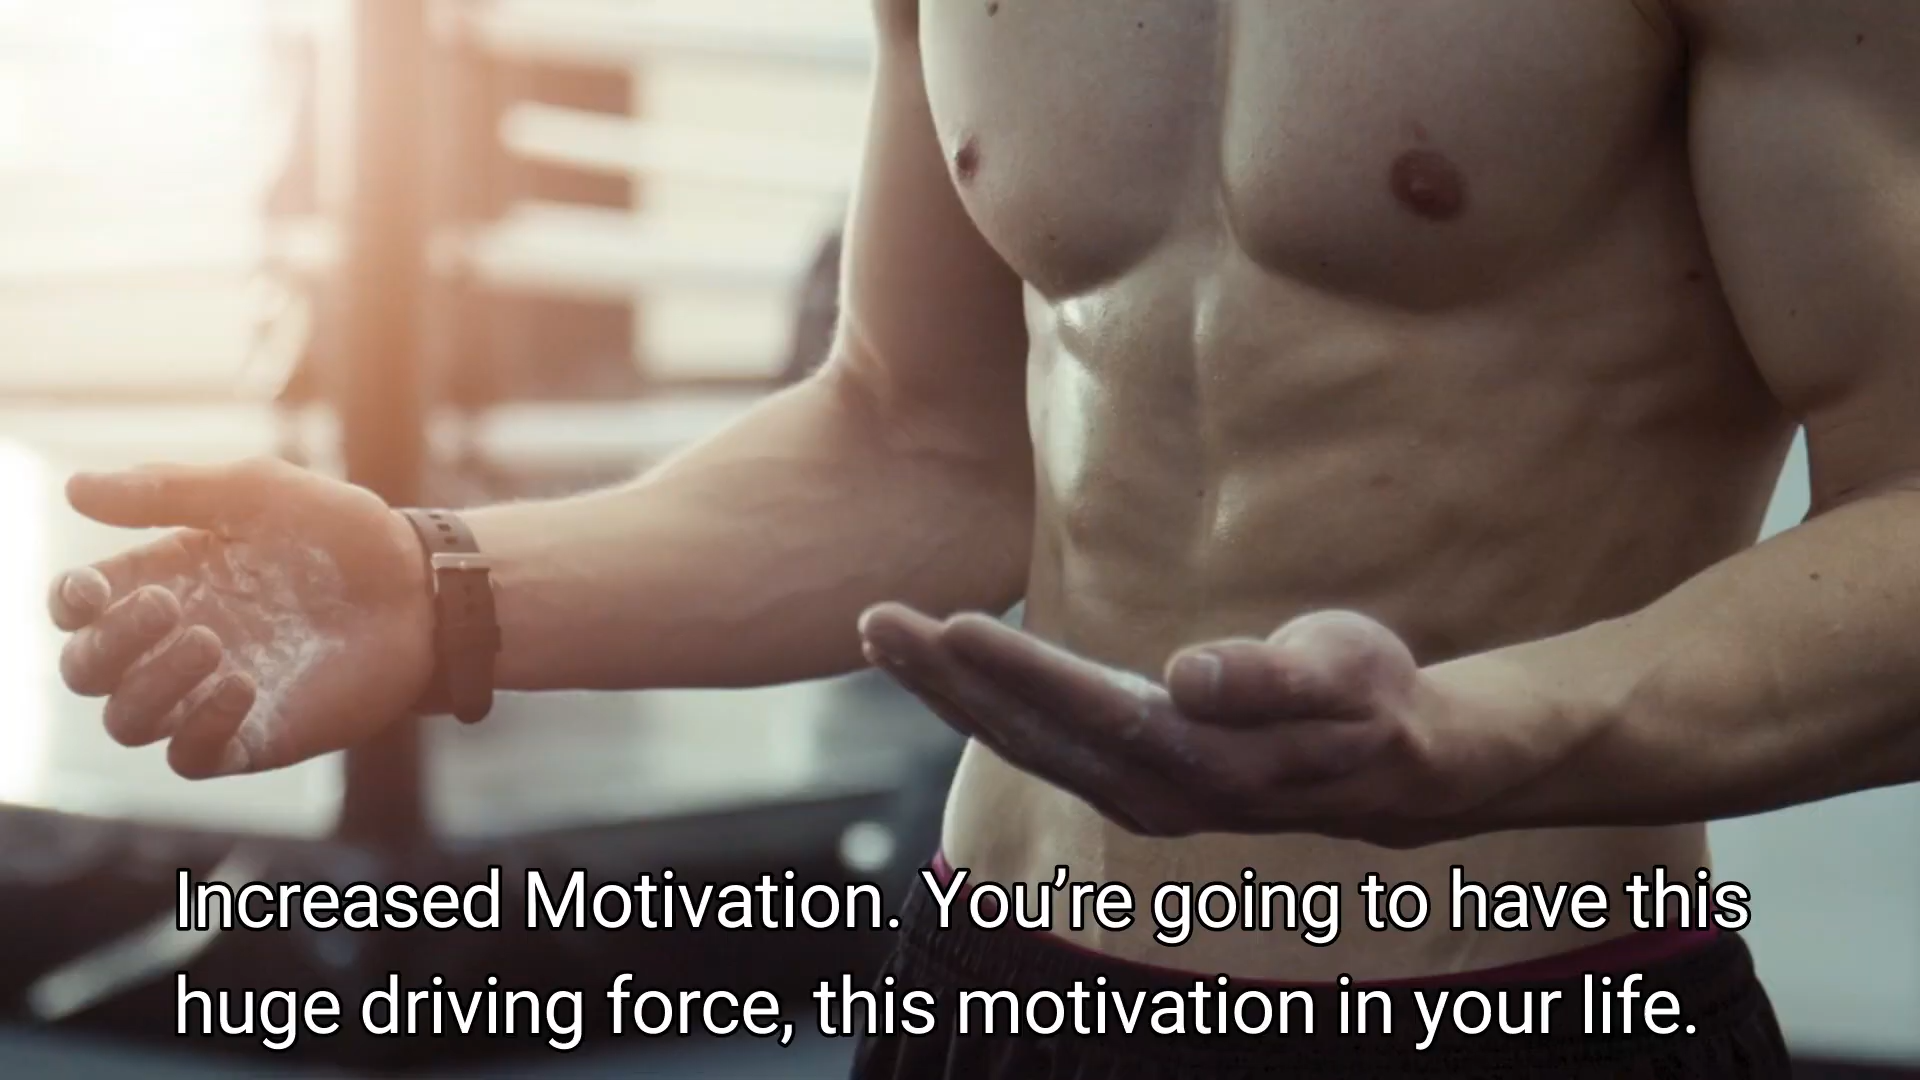 Increased Motivation. You’re going to have this
huge driving force, this motivation in your life.